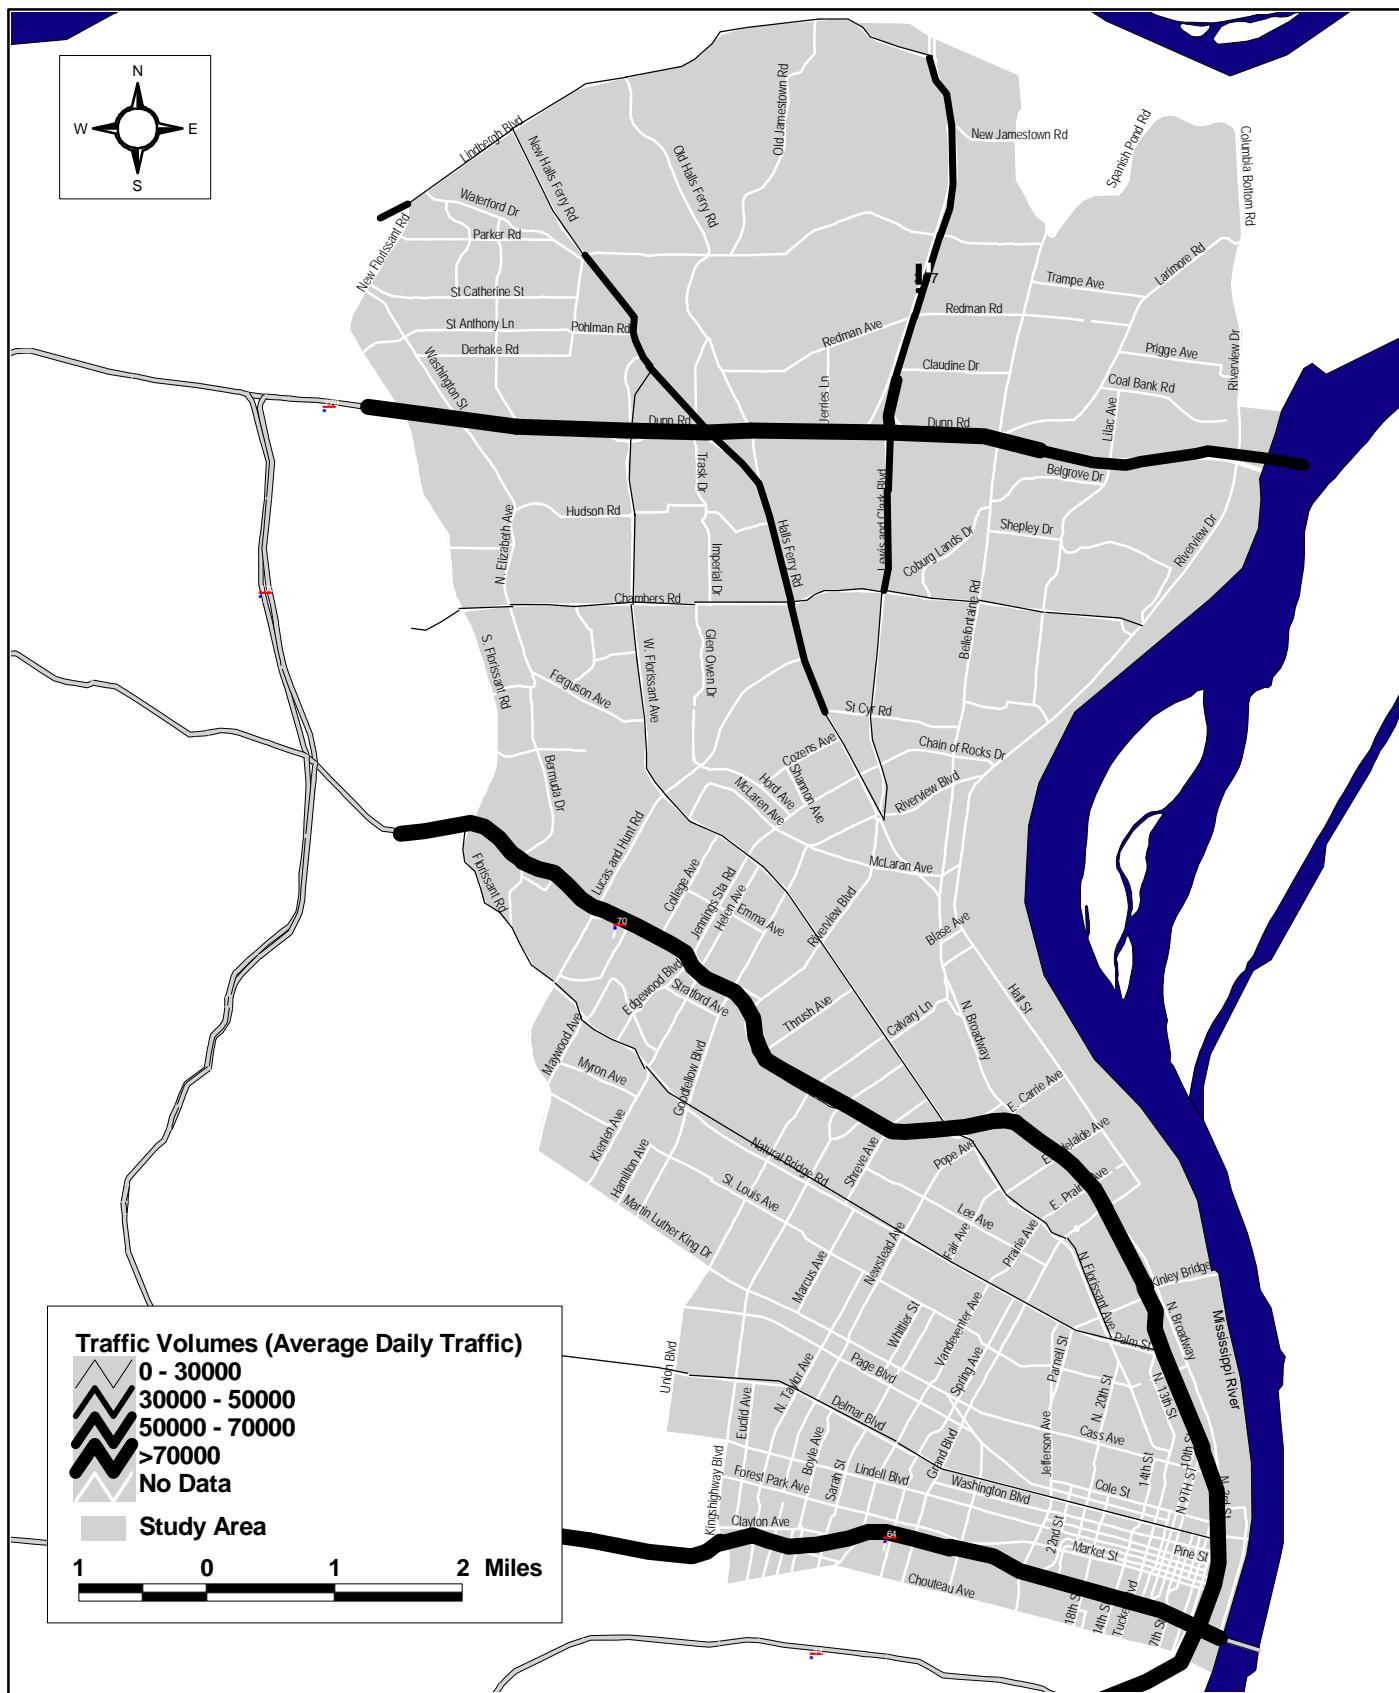 N
W E
S
Lindbergh Blvd
New Halls Ferry Rd
Old Halls Ferry Rd
Old Jamestown Rd
New Jamestown Rd
Spanish Pond Rd
Columbia Bottom Rd
Waterford Dr
Parker Rd
New Florissant Rd
St Catherine St
St Anthony Ln
Pohlman Rd
Derhake Rd
Washington St
Trampe Ave
Larimore Rd
Redman Rd
Redman Ave
Jerries Ln
Claudine Dr
Prigge Ave
Coal Bank Rd
Riverview Dr
Lilac Ave
Dunn Rd
Dunn Rd
Belgrove Dr
Trask Dr
Hudson Rd
N. Elizabeth Ave
Imperial Dr
Halls Ferry Rd
Lewis and Clark Blvd
Coburg Lands Dr
Shepley Dr
Riverview Dr
Chambers Rd
Bellefontaine Rd
S. Florissant Rd
Ferguson Ave
W. Florissant Ave
Glen Owen Dr
St Cyr Rd
Cozens Ave
Chain of Rocks Dr
Shannon Ave
Hord Ave
McLaren Ave
Riverview Blvd
Bermuda Dr
Lucas and Hunt Rd
McLaran Ave
Florissant Rd
College Ave
Jennings Sta Rd
Helen Ave
Emma Ave
Riverview Blvd
Blase Ave
70
Edgewood Blvd
Stratford Ave
Thrush Ave
Calvary Ln
N. Broadway
Hall St
Maywood Ave
Myron Ave
Goodfellow Blvd
E. Carrie Ave
Kienlen Ave
Hamilton Ave
Natural Bridge Rd
Shreve Ave
Pope Ave
St. Louis Ave
Martin Luther King Dr
Lee Ave
Fair Ave
Prairie Ave
Newstead Ave
Marcus Ave
N. Florissant Ave
Palm St
N. Broadway
Mississippi River
Whittier St
Vandeventer Ave
Spring Ave
Parnell St
Union Blvd
Page Blvd
N. Taylor Ave
Euclid Ave
Delmar Blvd
N. 20th St
N. 13th St
Cass Ave
Jefferson Ave
Boyle Ave
Sarah St
Grand Blvd
Lindell Blvd
Forest Park Ave
Kingshighway Blvd
Washington Blvd
Cole St
14th St
10th St
N 9TH ST
N. 3rd St
Clayton Ave
64
22nd St
Market St
Pine St
Chouteau Ave
18th St
14th St
7th St
Traffic Volumes (Average Daily Traffic)
0 - 30000
30000 - 50000
50000 - 70000
>70000
No Data
Study Area
1 0 1 2 Miles